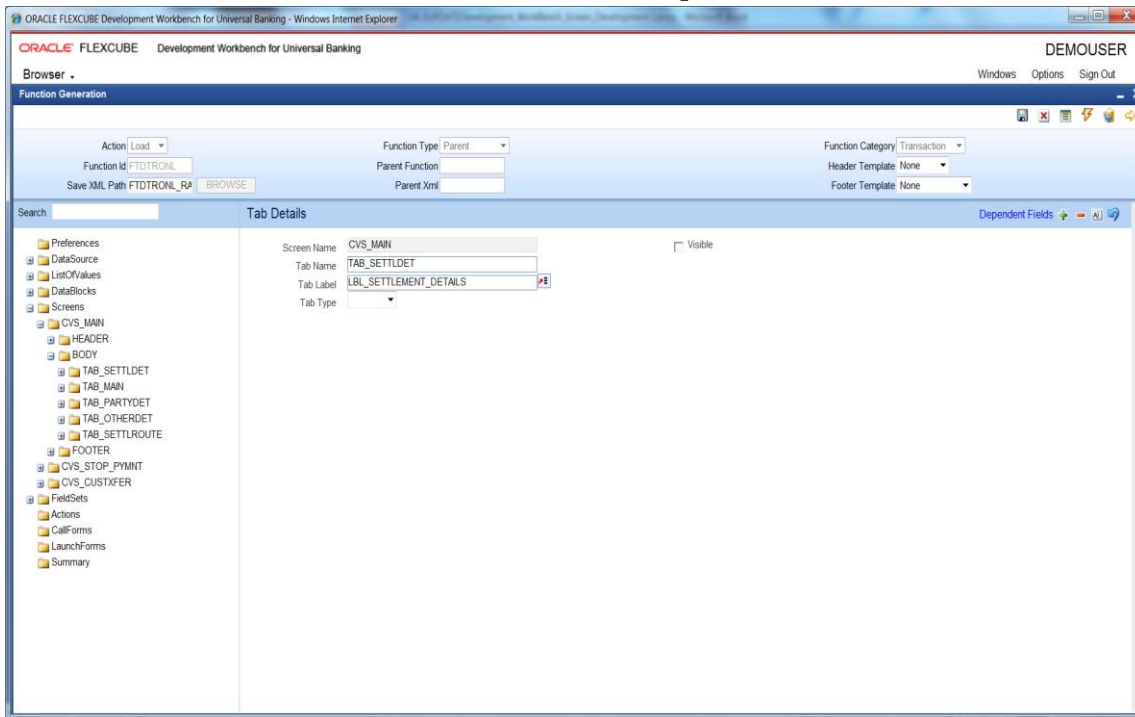 ORACLE FLEXCUBE Development Workbench for Universal Banking - Windows Internet Explorer
ORACLE FLEXCUBE Development Workbench for Universal Banking
DEMOUSER
Browser
Windows Options Sign Out
Function Generation
Action Load
Function Type Parent
Function Category Transaction
Function Id FTDTRONL
Parent Function
Header Template None
Save XML Path FTDTRONL_RA BROWSE
Parent Xml
Footer Template None
Search
Tab Details
Dependent Fields
Preferences
DataSource
ListOfValues
DataBlocks
Screens
CVS_MAIN
HEADER
BODY
TAB_SETTLDET
TAB_MAIN
TAB_PARTYDET
TAB_OTHERDET
TAB_SETTLROUTE
FOOTER
CVS_STOP_PYMNT
CVS_CUSTXFER
FieldSets
Actions
CallForms
LaunchForms
Summary
Screen Name CVS_MAIN
Visible
Tab Name TAB_SETTLDET
Tab Label LBL_SETTLEMENT_DETAILS
Tab Type